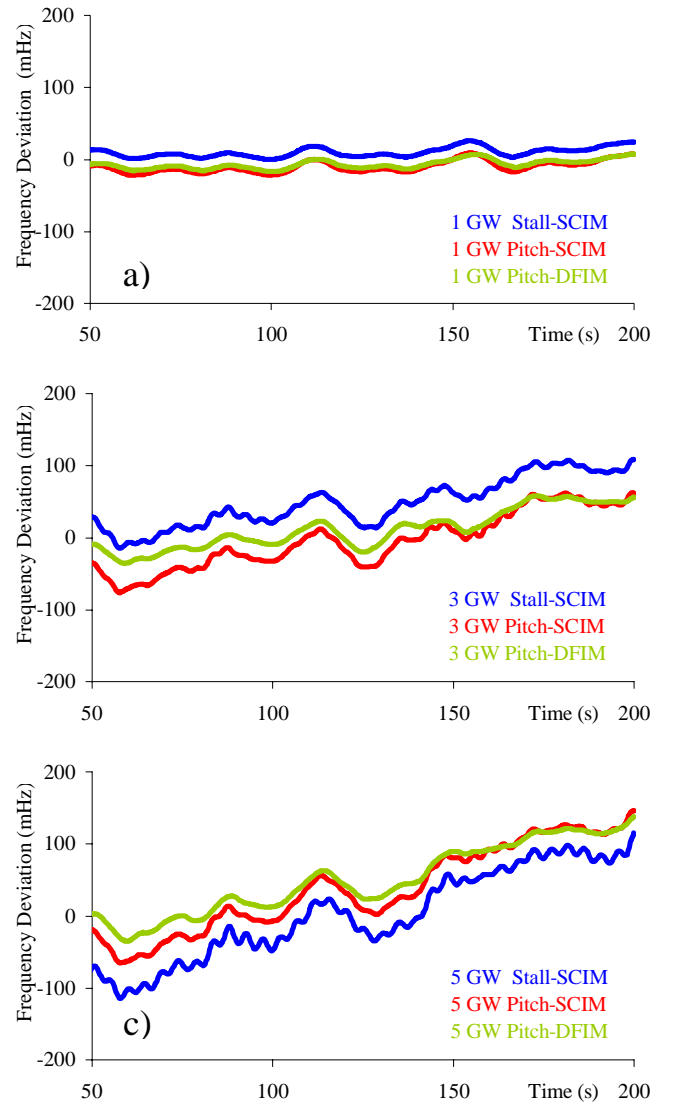 200
100
0
-100
-200
Frequency Deviation (mHz)
a)
1 GW Stall-SCIM
1 GW Pitch-SCIM
1 GW Pitch-DFIM
50 100 150 Time (s) 200
200
100
0
-100
-200
Frequency Deviation (mHz)
3 GW Stall-SCIM
3 GW Pitch-SCIM
3 GW Pitch-DFIM
50 100 150 Time (s) 200
200
100
0
-100
-200
Frequency Deviation (mHz)
c)
5 GW Stall-SCIM
5 GW Pitch-SCIM
5 GW Pitch-DFIM
50 100 150 Time (s) 200